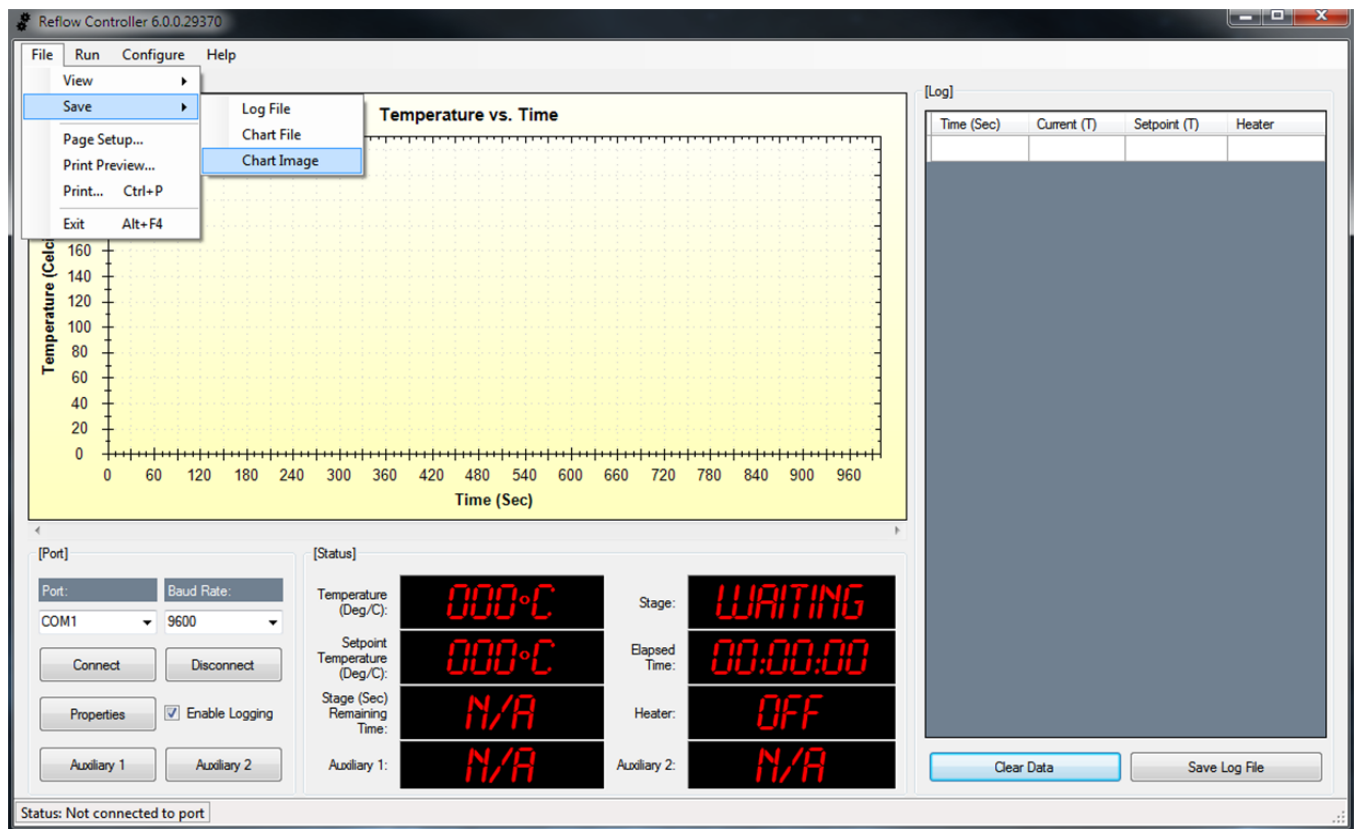 Reflow Controller 6.0.0.29370
File Run Configure Help
View
Save
Page Setup...
Print Preview...
Print... Ctrl+P
Exit Alt+F4
Log File
Chart File
Chart Image
Temperature vs. Time
160
140
120
100
80
60
40
20
0
0 60 120 180 240 300 360 420 480 540 600 660 720 780 840 900 960
Time (Sec)
[Log]
Time (Sec) Current (T) Setpoint (T) Heater
[Port]
Port: Baud Rate:
COM1 9600
Connect Disconnect
Properties Enable Logging
Auxiliary 1 Auxiliary 2
[Status]
Temperature
(Deg/C):
000°C
Stage:
WAITING
Setpoint
Temperature
(Deg/C):
000°C
Elapsed
Time:
00:00:00
Stage (Sec)
Remaining
Time:
N/A
Heater:
OFF
Auxiliary 1:
N/A
Auxiliary 2:
N/A
Clear Data Save Log File
Status: Not connected to port